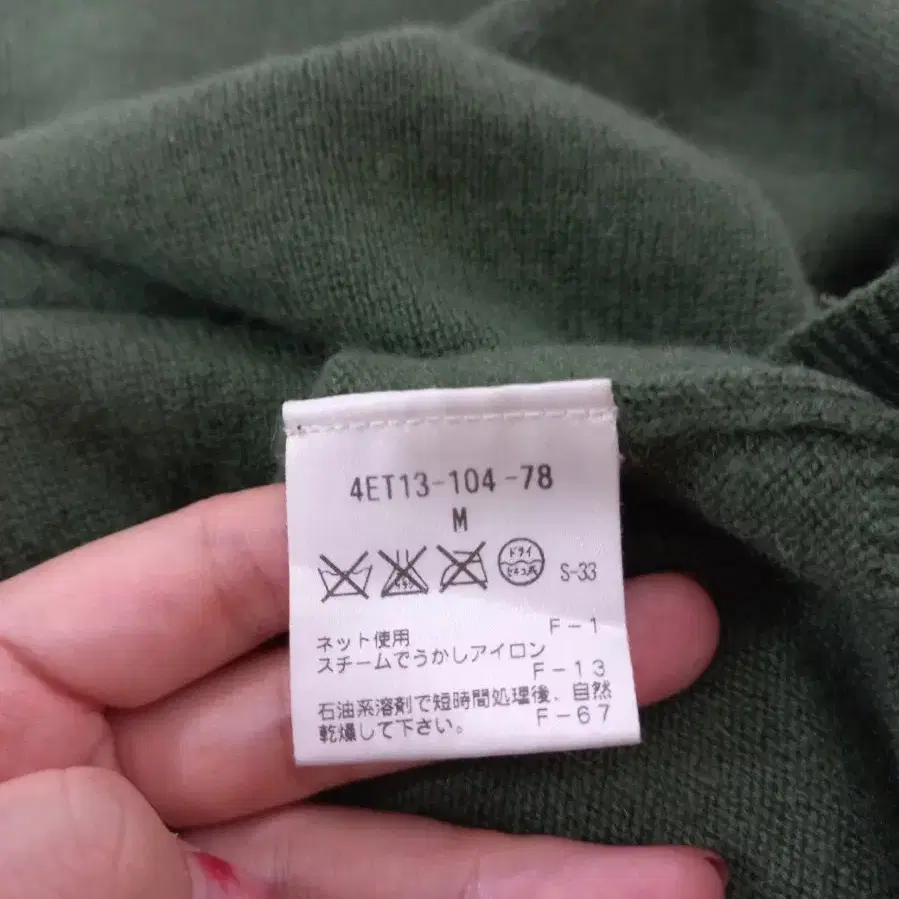 4ET13-104-78
M
ドライ
セキユ系
S-33
F-1
ネット使用
スチームでうかしアイロン
F-13
石油系溶剤で短時間処理後、自然
F-67
乾燥して下さい。